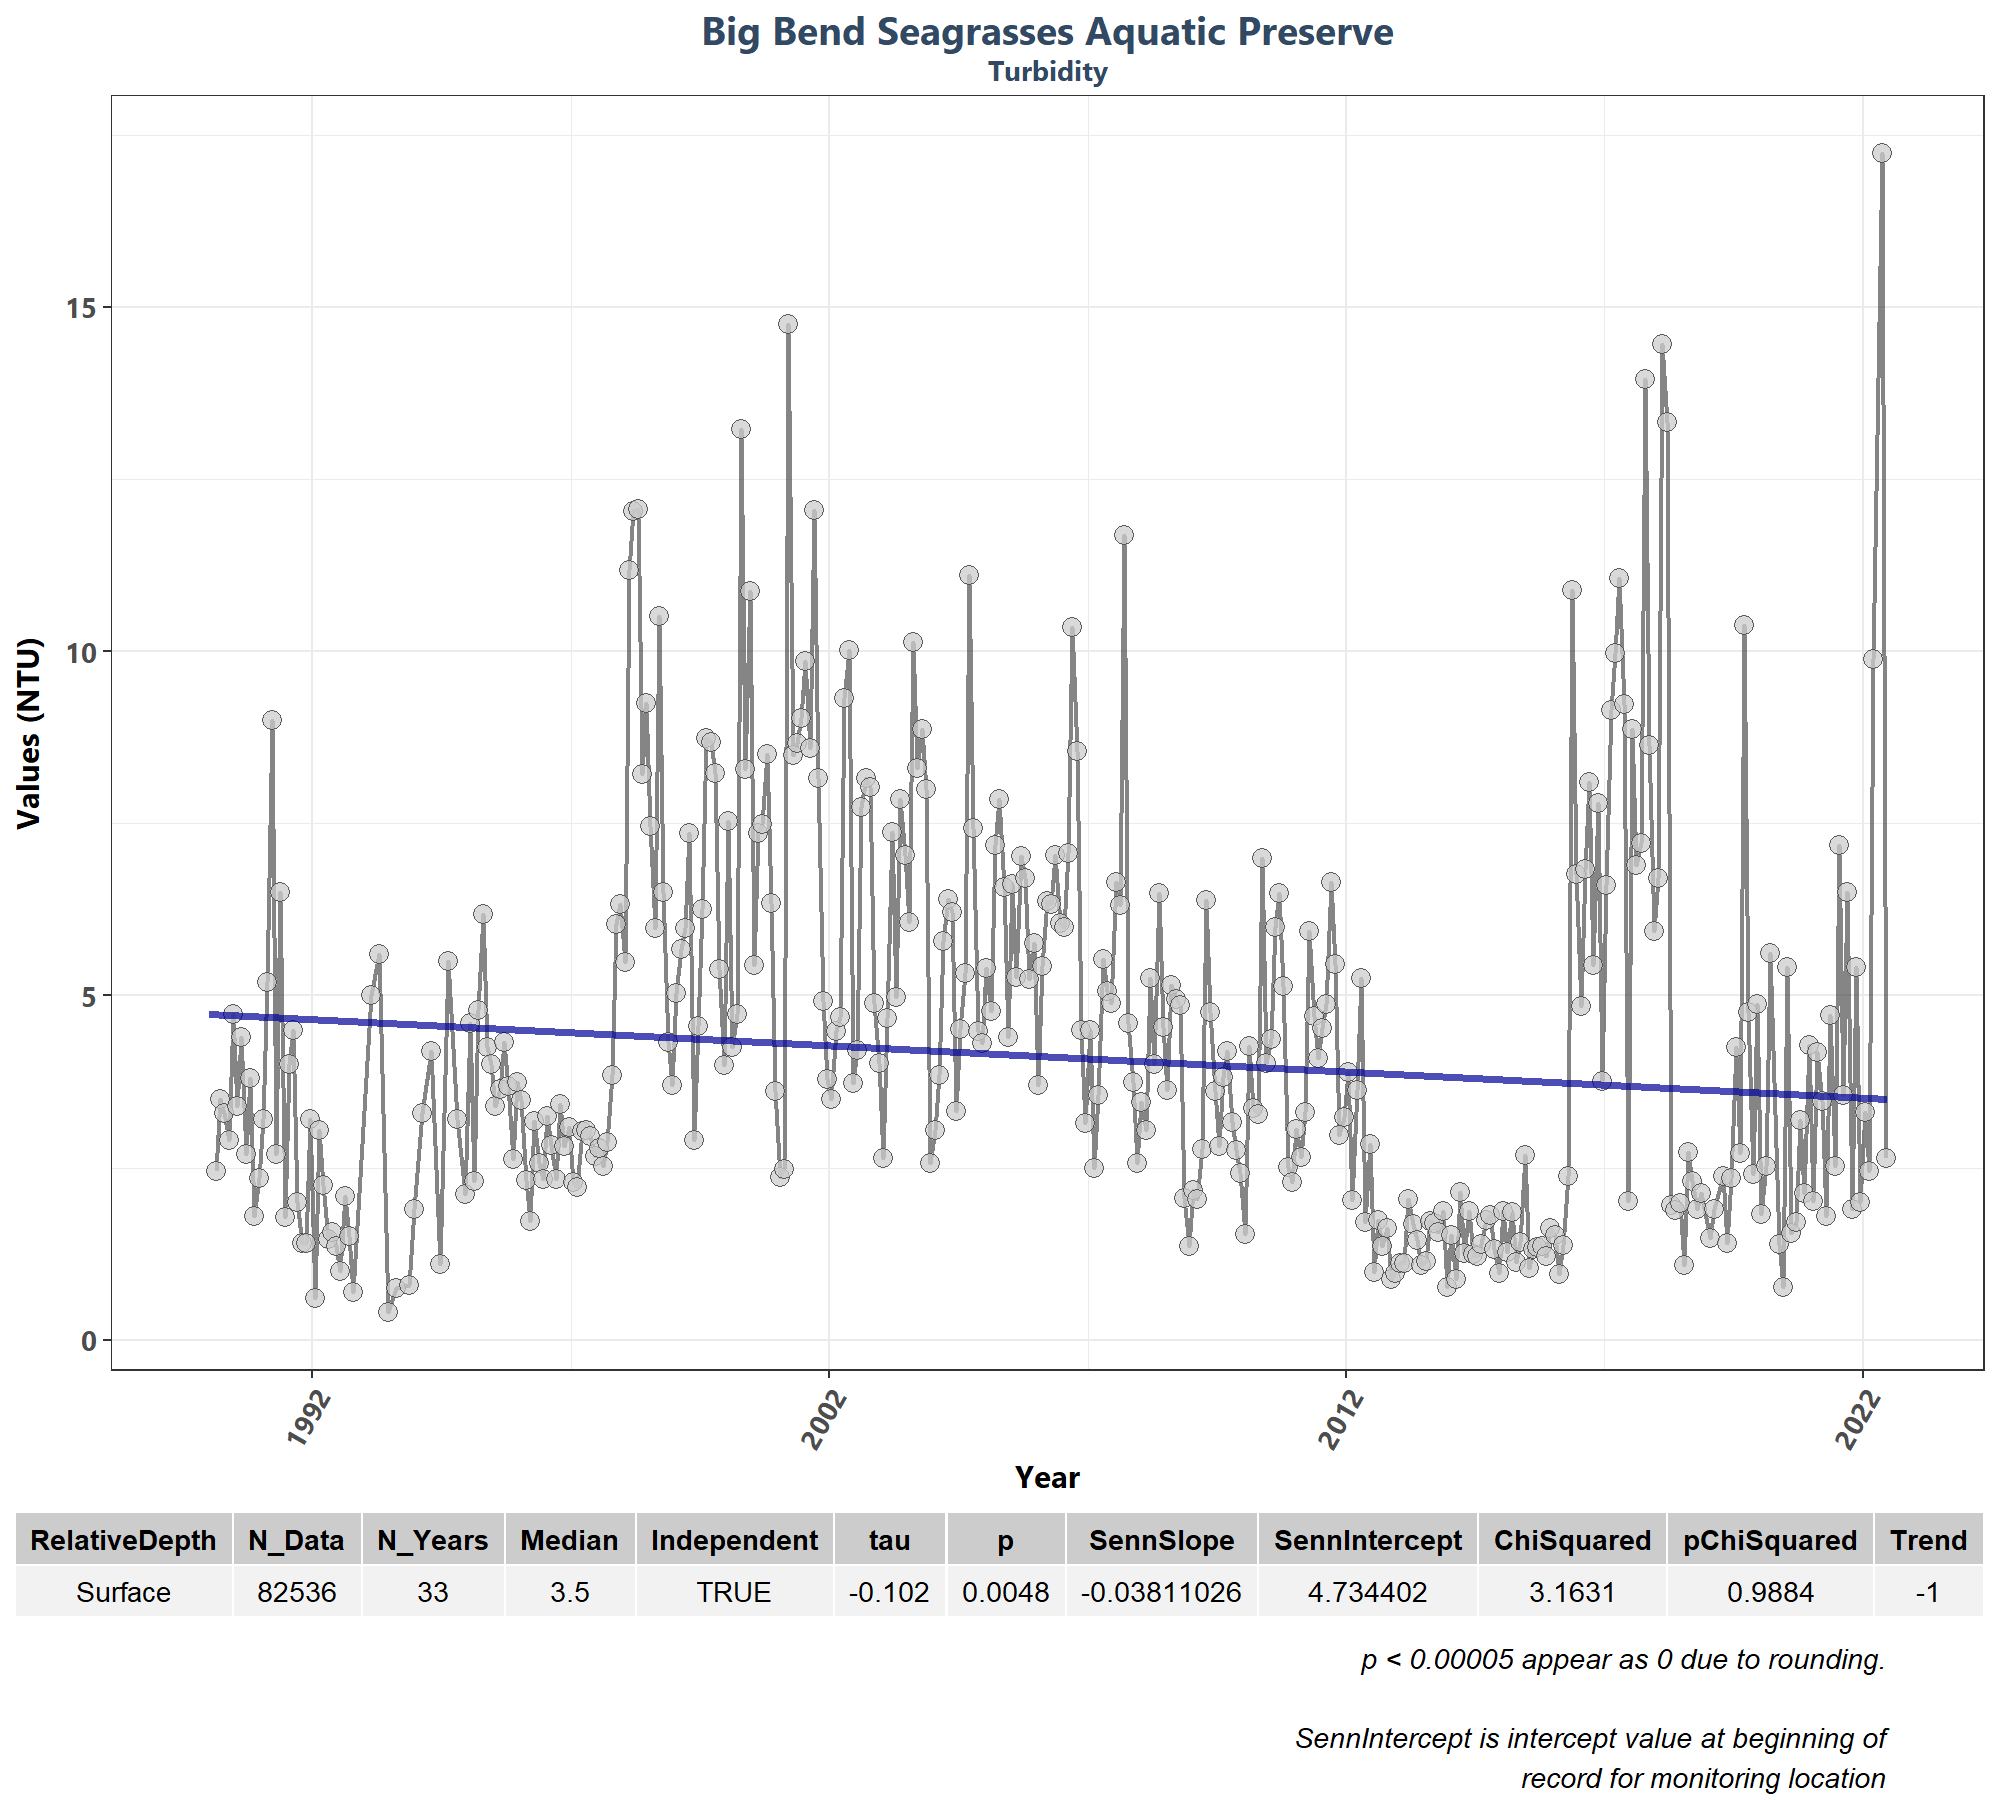 Big Bend Seagrasses Aquatic Preserve
Turbidity
Values (NTU)
15
10
5
0
1992
2002
2012
2022
Year
RelativeDepth N_Data N_Years Median Independent tau p SennSlope SennIntercept ChiSquared pChiSquared Trend
Surface 82536 33 3.5 TRUE -0.102 0.0048 -0.03811026 4.734402 3.1631 0.9884 -1
p < 0.00005 appear as 0 due to rounding.
SennIntercept is intercept value at beginning of
record for monitoring location